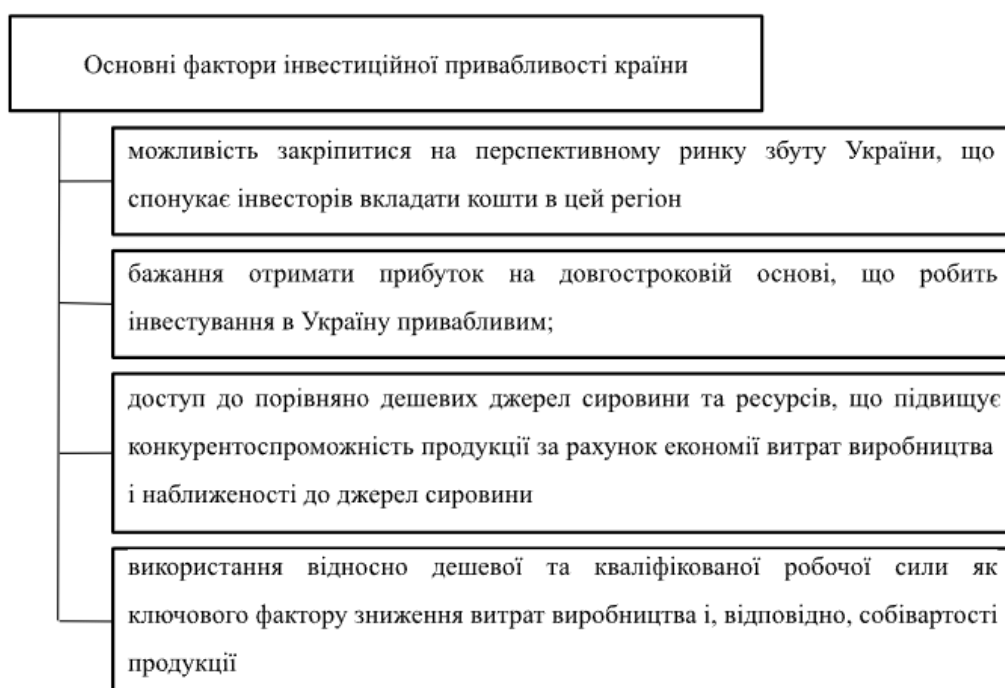 Основні фактори інвестиційної привабливості країни
можливість закріпитися на перспективному ринку збуту України, що
спонукає інвесторів вкладати кошти в цей регіон
бажання отримати прибуток на довгостроковій основі, що робить
інвестування в Україну привабливим;
доступ до порівняно дешевих джерел сировини та ресурсів, що підвищує
конкурентоспроможність продукції за рахунок економії витрат виробництва
і наближеності до джерел сировини
використання відносно дешевої та кваліфікованої робочої сили як
ключового фактору зниження витрат виробництва і, відповідно, собівартості
продукції